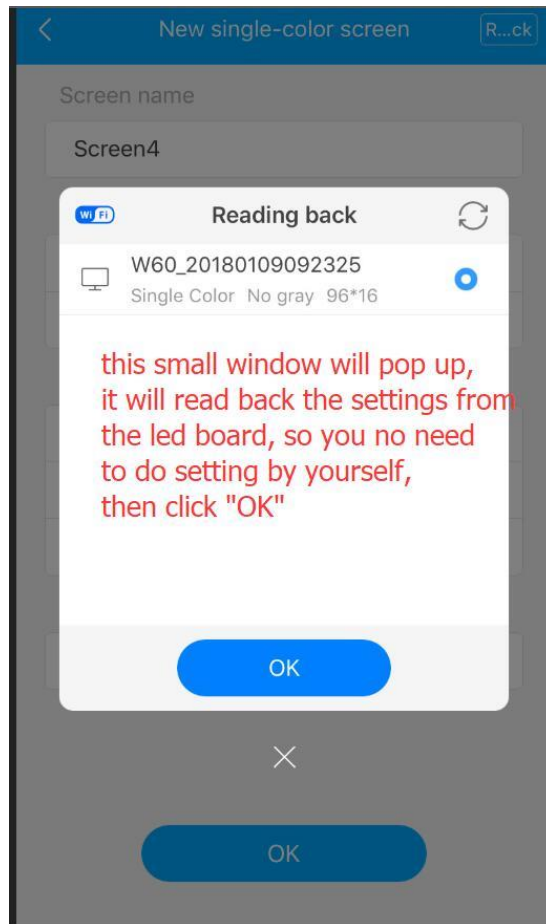 New single-color screen
R...ck
Screen name
Screen4
WiFi
Reading back
W60_20180109092325
Single Color No gray 96*16
this small window will pop up,
it will read back the settings from
the led board, so you no need
to do setting by yourself,
then click "OK"
OK
OK